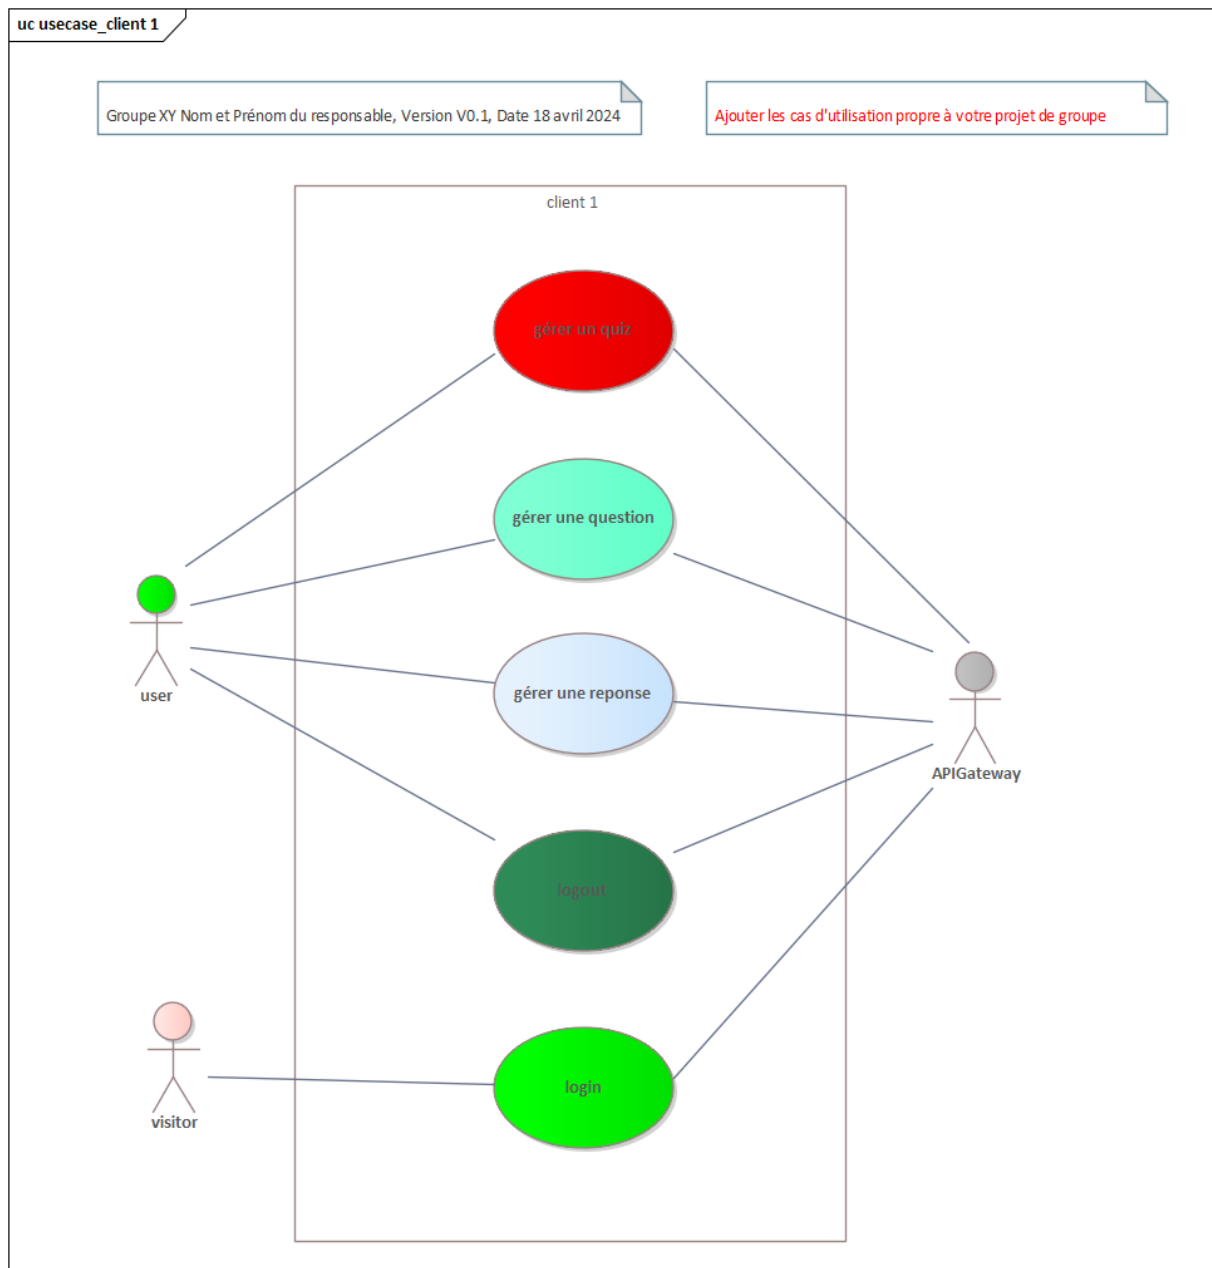 uc usecase_client 1
Groupe XY Nom et Prénom du responsable, Version V0.1, Date 18 avril 2024
Ajouter les cas d'utilisation propre à votre projet de groupe
client 1
gérer un quiz
gérer une question
user
gérer une reponse
APIGateway
logout
login
visitor